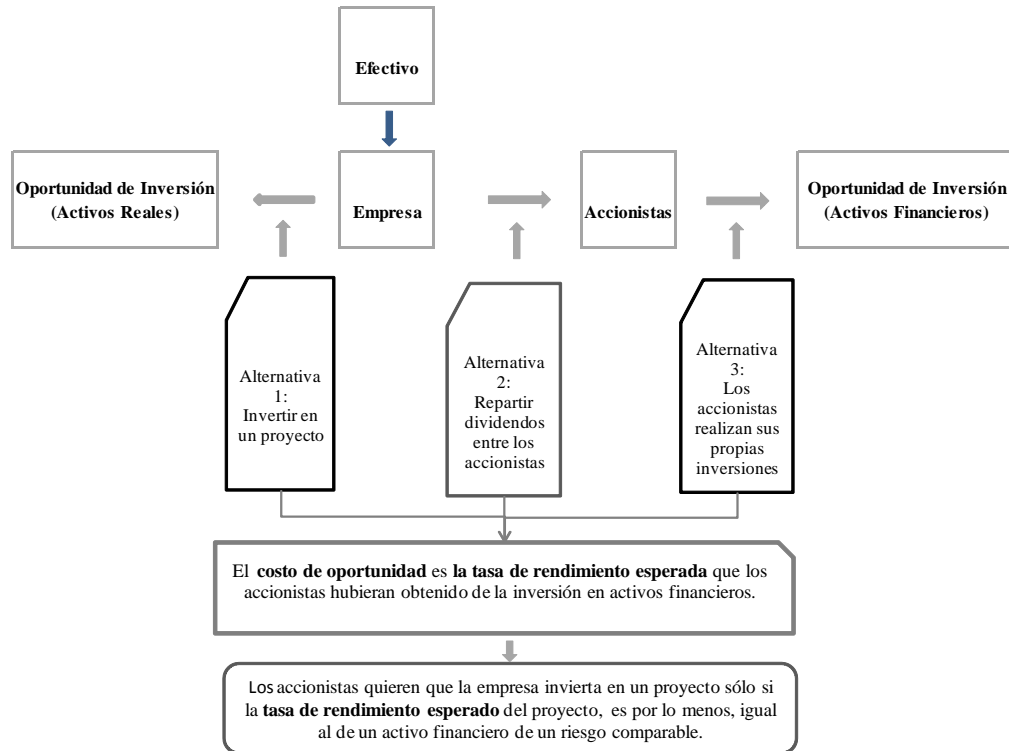 Efectivo
Oportunidad de Inversión
(Activos Reales)
Empresa
Accionistas
Oportunidad de Inversión
(Activos Financieros)
Alternativa
1:
Invertir en
un proyecto
Alternativa
2:
Repartir
dividendos
entre los
accionistas
Alternativa
3:
Los
accionistas
realizan sus
propias
inversiones
El costo de oportunidad es la tasa de rendimiento esperada que los
accionistas hubieran obtenido de la inversión en activos financieros.
Los accionistas quieren que la empresa invierta en un proyecto sólo si
la tasa de rendimiento esperado del proyecto, es por lo menos, igual
al de un activo financiero de un riesgo comparable.